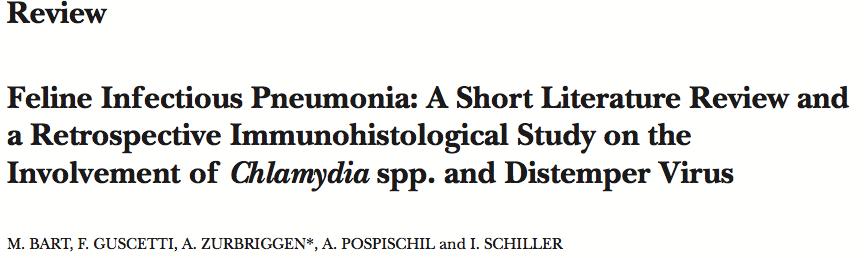 Review
Feline Infectious Pneumonia: A Short Literature Review and
a Retrospective Immunohistological Study on the
Involvement of Chlamydia spp. and Distemper Virus
M. BART, F. GUSCETTI, A. ZURBRIGGEN*, A. POSPISCHIL and I. SCHILLER